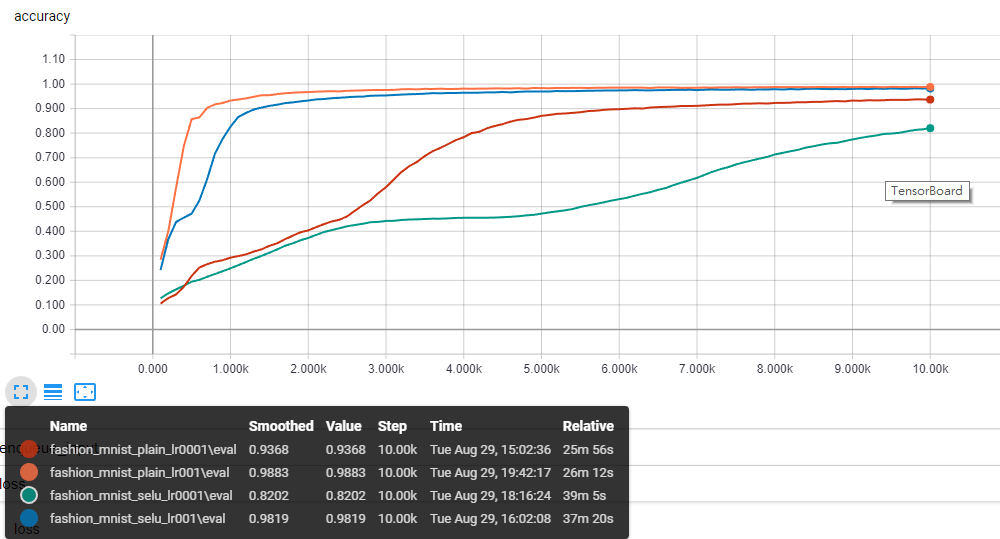 accuracy
1.10
1.00
0.900
0.800
0.700
0.600
0.500
0.400
0.300
0.200
0.100
0.00
TensorBoard
0.000 1.000k 2.000k 3.000k 4.000k 5.000k 6.000k 7.000k 8.000k 9.000k 10.00k
Name Smoothed Value Step Time Relative
fashion_mnist_plain_lr0001\eval 0.9368 0.9368 10.00k Tue Aug 29, 15:02:36 25m 56s
fashion_mnist_plain_lr001\eval 0.9883 0.9883 10.00k Tue Aug 29, 19:42:17 26m 12s
loss
fashion_mnist_selu_lr0001\eval 0.8202 0.8202 10.00k Tue Aug 29, 18:16:24 39m 5s
fashion_mnist_selu_lr001\eval 0.9819 0.9819 10.00k Tue Aug 29, 16:02:08 37m 20s
loss